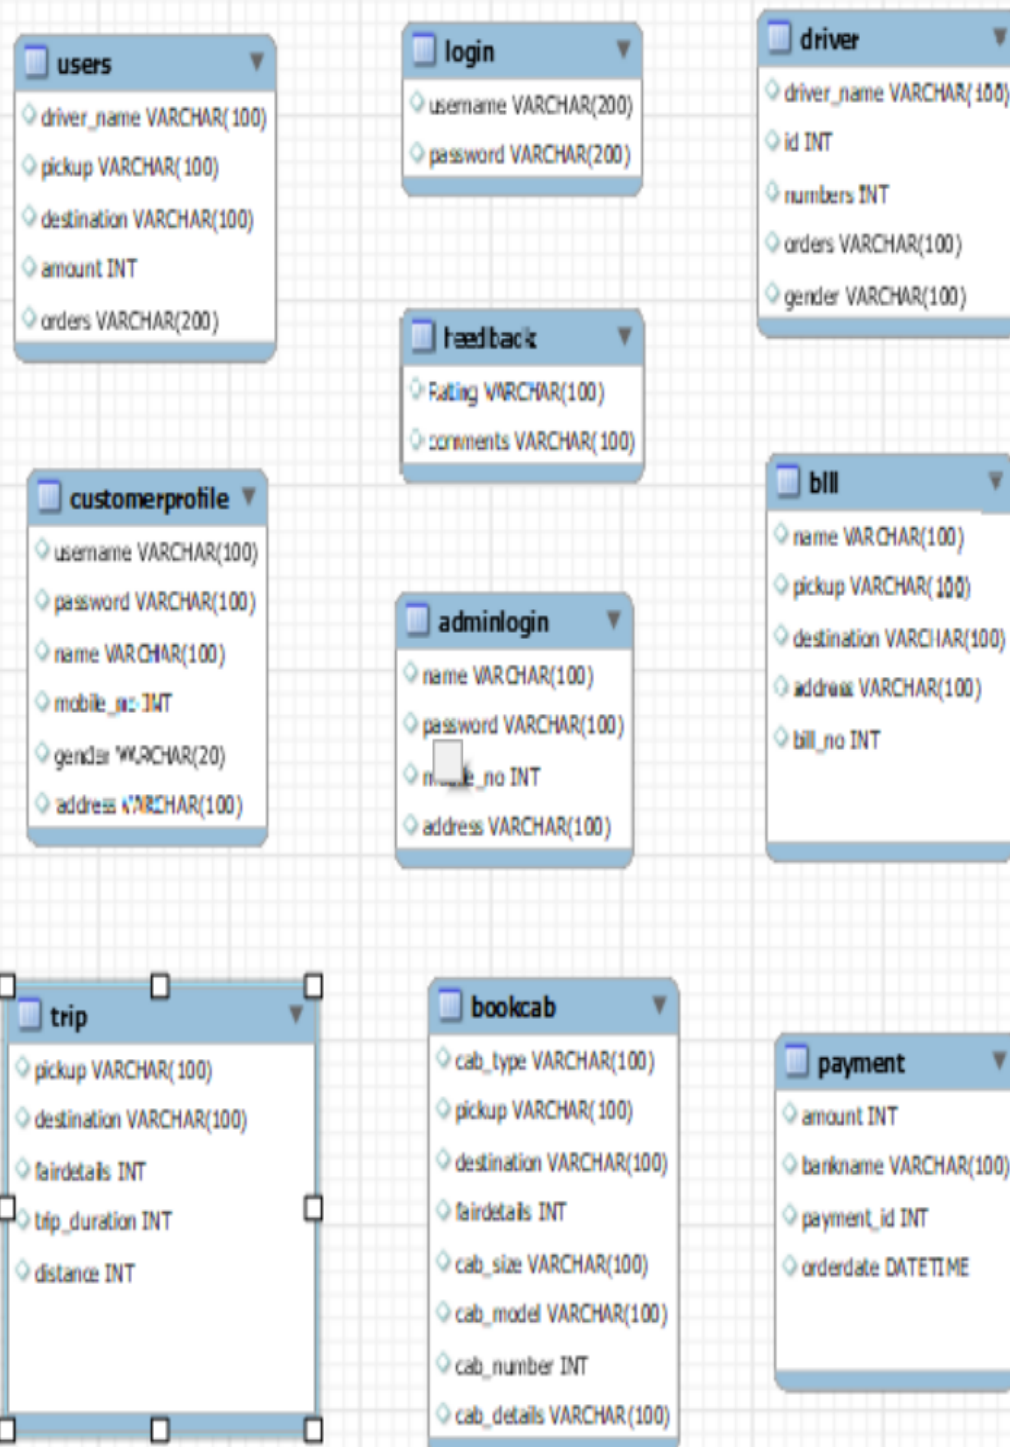 users
driver_name VARCHAR(100)
pickup VARCHAR(100)
destination VARCHAR(100)
amount INT
orders VARCHAR(200)
login
username VARCHAR(200)
password VARCHAR(200)
driver
driver_name VARCHAR(100)
id INT
numbers INT
orders VARCHAR(100)
gender VARCHAR(100)
feedback
Rating VARCHAR(100)
comments VARCHAR(100)
customerprofile
username VARCHAR(100)
password VARCHAR(100)
name VARCHAR(100)
mobile_no INT
gender VARCHAR(20)
address VARCHAR(100)
adminlogin
name VARCHAR(100)
password VARCHAR(100)
INT
address VARCHAR(100)
bill
name VARCHAR(100)
pickup VARCHAR(100)
destination VARCHAR(100)
address VARCHAR(100)
bill_no INT
trip
pickup VARCHAR(100)
destination VARCHAR(100)
fairdetails INT
trip_duration INT
distance INT
bookcab
cab_type VARCHAR(100)
pickup VARCHAR(100)
destination VARCHAR(100)
fairdetails INT
cab_size VARCHAR(100)
cab_model VARCHAR(100)
cab_number INT
cab_details VARCHAR(100)
payment
amount INT
bankname VARCHAR(100)
payment_id INT
orderdate DATETIME